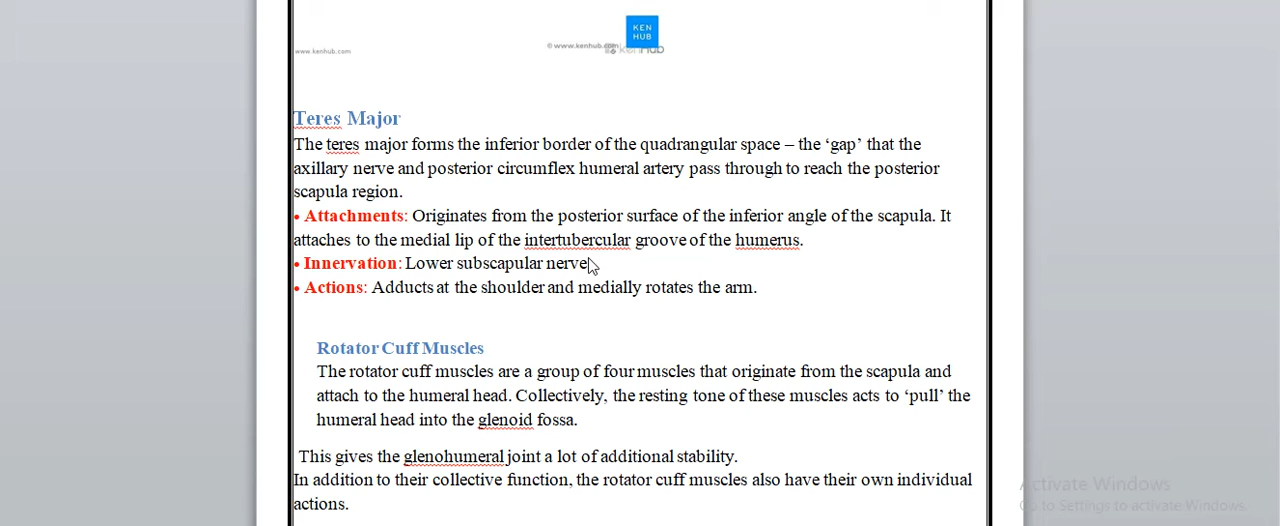 KEN
HUB
www.kenhub.com
© www.kenhub.com
KenHub
Teres Major
The teres major forms the inferior border of the quadrangular space – the ‘gap’ that the
axillary nerve and posterior circumflex humeral artery pass through to reach the posterior
scapula region.
• Attachments: Originates from the posterior surface of the inferior angle of the scapula. It
attaches to the medial lip of the intertubercular groove of the humerus.
• Innervation: Lower subscapular nerve
• Actions: Adducts at the shoulder and medially rotates the arm.
Rotator Cuff Muscles
The rotator cuff muscles are a group of four muscles that originate from the scapula and
attach to the humeral head. Collectively, the resting tone of these muscles acts to ‘pull’ the
humeral head into the glenoid fossa.
This gives the glenohumeral joint a lot of additional stability.
In addition to their collective function, the rotator cuff muscles also have their own individual
actions.
Activate Windows
Go to Settings to activate Windows.